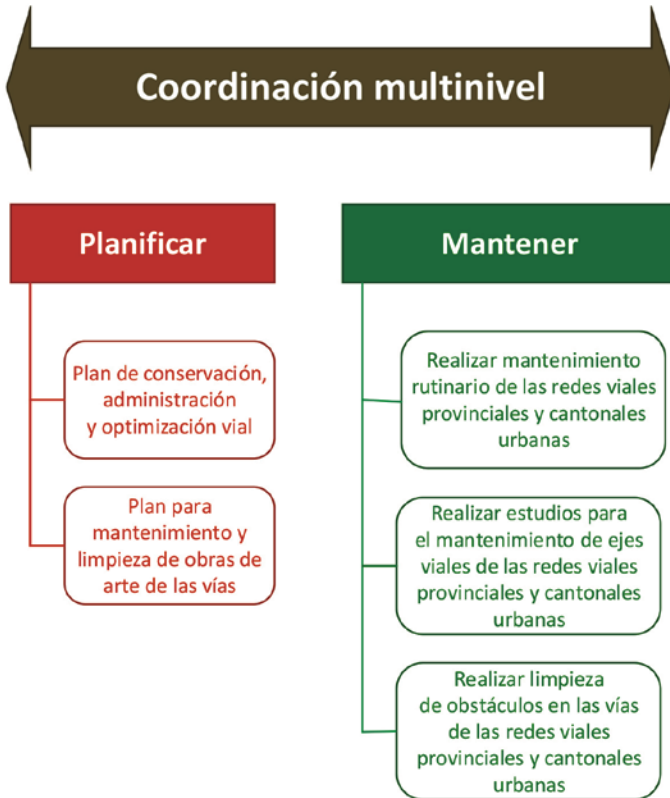 Coordinación multinivel
Planificar
Plan de conservación,
administración
y optimización vial
Plan para
mantenimiento y
limpieza de obras de
arte de las vías
Mantener
Realizar mantenimiento
rutinario de las redes viales
provinciales y cantonales
urbanas
Realizar estudios para
el mantenimiento de ejes
viales de las redes viales
provinciales y cantonales
urbanas
Realizar limpieza
de obstáculos en las vías
de las redes viales
provinciales y cantonales
urbanas